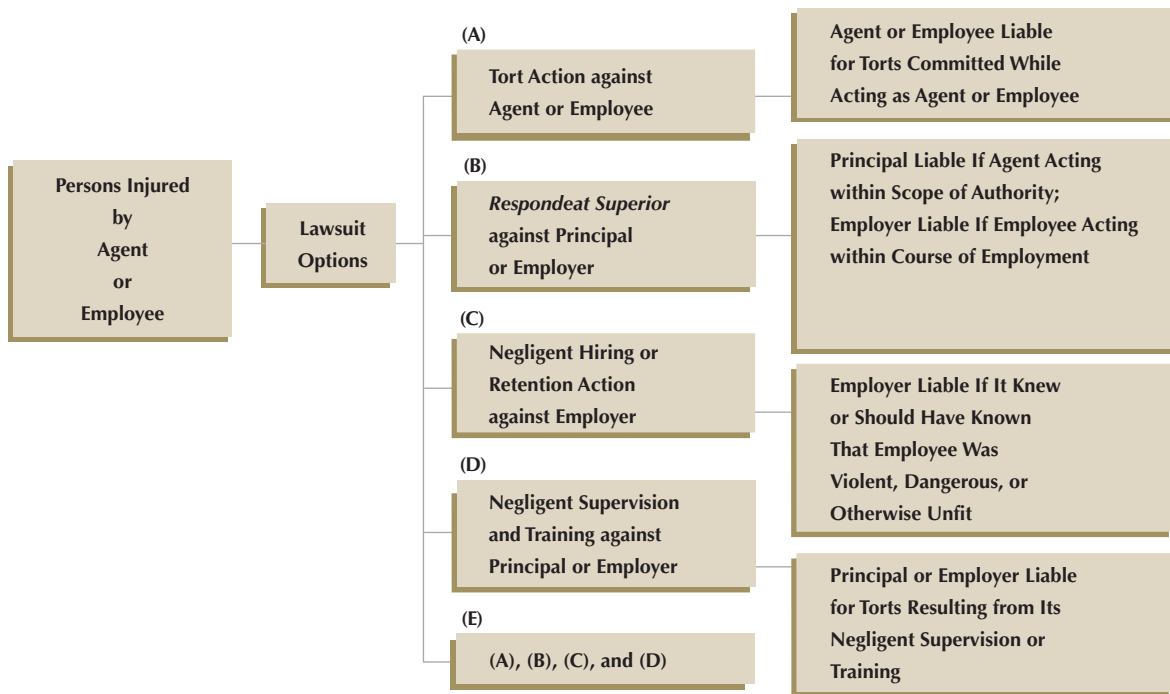 Persons Injured
by
Agent
or
Employee
Lawsuit
Options
(A)
Tort Action against
Agent or Employee
Agent or Employee Liable
for Torts Committed While
Acting as Agent or Employee
(B)
Respondeat Superior
against Principal
or Employer
Principal Liable If Agent Acting
within Scope of Authority;
Employer Liable If Employee Acting
within Course of Employment
(C)
Negligent Hiring or
Retention Action
against Employer
Employer Liable If It Knew
or Should Have Known
That Employee Was
Violent, Dangerous, or
Otherwise Unfit
(D)
Negligent Supervision
and Training against
Principal or Employer
Principal or Employer Liable
for Torts Resulting from Its
Negligent Supervision or
Training
(E)
(A), (B), (C), and (D)